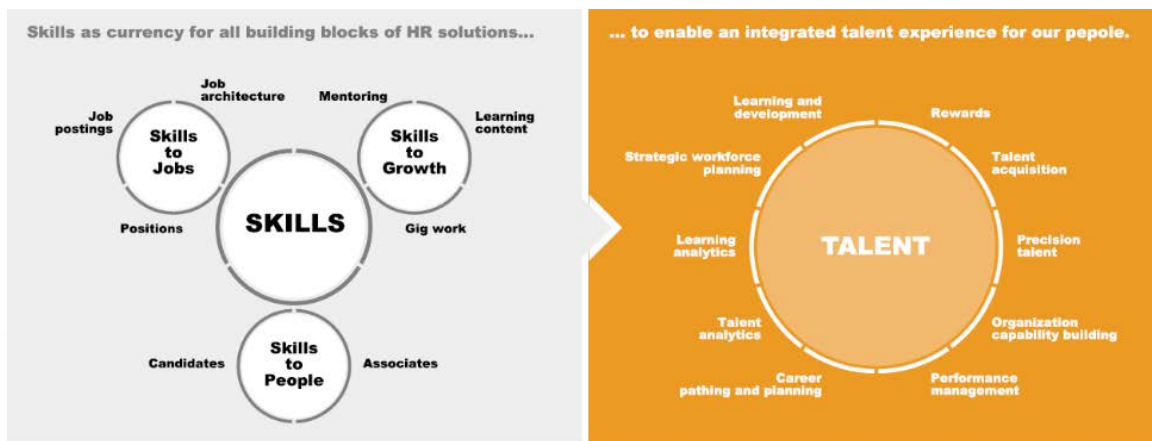 Skills as currency for all building blocks of HR solutions...
Job
architecture
Mentoring
Job
postings
Learning
content
Skills
to
Jobs
Skills
to
Growth
SKILLS
Positions
Gig work
Candidates
Skills
to
People
Associates
... to enable an integrated talent experience for our pepole.
Learning and
development
Rewards
Strategic workforce
planning
Talent
acquisition
Learning
analytics
TALENT
Precision
talent
Talent
analytics
Organization
capability building
Career
pathing and planning
Performance
management